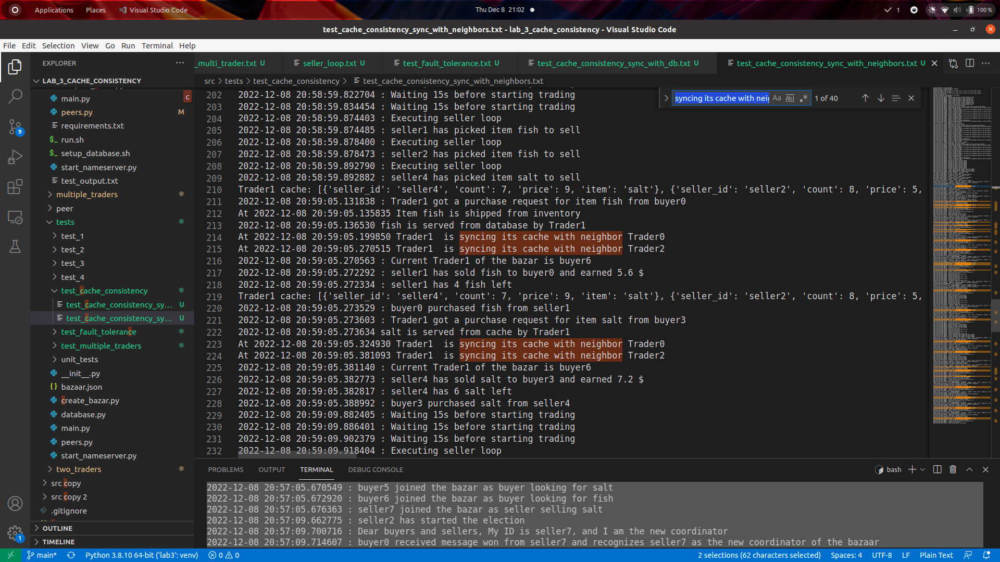 Applications Places Visual Studio Code Thu Dec 8 21:02 1 100 %
test_cache_consistency_sync_with_neighbors.txt - lab_3_cache_consistency - Visual Studio Code
File Edit Selection View Go Run Terminal Help
EXPLORER
_multi_trader.txt U seller_loop.txt U test_fault_tolerance.txt U test_cache_consistency_sync_with_db.txt U test_cache_consistency_sync_with_neighbors.txt U
src > tests > test_cache_consistency > test_cache_consistency_sync_with_neighbors.txt
syncing its cache with neig Aa Abl .* 1 of 40
LAB_3_CACHE_CONSISTENCY
main.py c
peers.py M
requirements.txt
$_ run.sh
$_ setup_database.sh
start_nameserver.py
test_output.txt
multiple_traders
peer
tests
test_1
test_2
test_3
test_4
test_cache_consistency
test_cache_consistency_sy... U
test_cache_consistency_sy... U
test_fault_tolerance
test_multiple_traders
unit_tests
__init__.py
{} bazaar.json
create_bazar.py
database.py
main.py
peers.py
start_nameserver.py
two_traders
src copy
src copy 2
.gitignore
OUTLINE
TIMELINE
9
1
202 2022-12-08 20:58:59.822704 : Waiting 15s before starting trading
203 2022-12-08 20:58:59.834454 : Waiting 15s before starting trading
204 2022-12-08 20:58:59.874403 : Executing seller loop
205 2022-12-08 20:58:59.874485 : seller1 has picked item fish to sell
206 2022-12-08 20:58:59.878400 : Executing seller loop
207 2022-12-08 20:58:59.878473 : seller2 has picked item fish to sell
208 2022-12-08 20:58:59.892790 : Executing seller loop
209 2022-12-08 20:58:59.892882 : seller4 has picked item salt to sell
210 Trader1 cache: [{'seller_id': 'seller4', 'count': 7, 'price': 9, 'item': 'salt'}, {'seller_id': 'seller2', 'count': 8, 'price': 5,
211 2022-12-08 20:59:05.131838 : Trader1 got a purchase request for item fish from buyer0
212 At 2022-12-08 20:59:05.135835 Item fish is shipped from inventory
213 2022-12-08 20:59:05.136530 fish is served from database by Trader1
214 At 2022-12-08 20:59:05.199850 Trader1  is syncing its cache with neighbor Trader0
215 At 2022-12-08 20:59:05.270515 Trader1  is syncing its cache with neighbor Trader2
216 2022-12-08 20:59:05.270563 : Current Trader1 of the bazar is buyer6
217 2022-12-08 20:59:05.272292 : seller1 has sold fish to buyer0 and earned 5.6 $
218 2022-12-08 20:59:05.272334 : seller1 has 4 fish left
219 Trader1 cache: [{'seller_id': 'seller4', 'count': 7, 'price': 9, 'item': 'salt'}, {'seller_id': 'seller2', 'count': 8, 'price': 5,
220 2022-12-08 20:59:05.273529 : buyer0 purchased fish from seller1
221 2022-12-08 20:59:05.273603 : Trader1 got a purchase request for item salt from buyer3
222 2022-12-08 20:59:05.273634 salt is served from cache by Trader1
223 At 2022-12-08 20:59:05.324930 Trader1  is syncing its cache with neighbor Trader0
224 At 2022-12-08 20:59:05.381093 Trader1  is syncing its cache with neighbor Trader2
225 2022-12-08 20:59:05.381140 : Current Trader1 of the bazar is buyer6
226 2022-12-08 20:59:05.382773 : seller4 has sold salt to buyer3 and earned 7.2 $
227 2022-12-08 20:59:05.382817 : seller4 has 6 salt left
228 2022-12-08 20:59:05.388992 : buyer3 purchased salt from seller4
229 2022-12-08 20:59:09.882405 : Waiting 15s before starting trading
230 2022-12-08 20:59:09.886401 : Waiting 15s before starting trading
231 2022-12-08 20:59:09.902379 : Waiting 15s before starting trading
232 2022-12-08 20:59:09.918404 : Executing seller loop
PROBLEMS OUTPUT TERMINAL DEBUG CONSOLE bash
2022-12-08 20:57:05.670549 : buyer5 joined the bazar as buyer looking for salt
2022-12-08 20:57:05.672920 : buyer6 joined the bazar as buyer looking for fish
2022-12-08 20:57:05.676363 : seller7 joined the bazar as seller selling salt
2022-12-08 20:57:09.662775 : seller2 has started the election
2022-12-08 20:57:09.700716 : Dear buyers and sellers, My ID is seller7, and I am the new coordinator
2022-12-08 20:57:09.714607 : buyer0 received message won from seller7 and recognizes seller7 as the new coordinator of the bazaar
main* Python 3.8.10 64-bit ('lab3': venv) 0 0 2 selections (62 characters selected) Spaces: 4 UTF-8 LF Plain Text